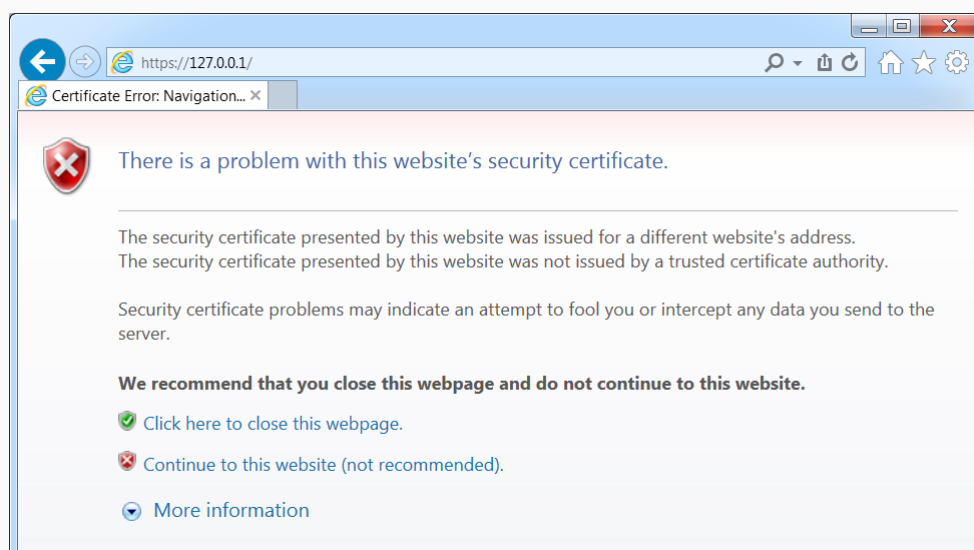 https://127.0.0.1/
Certificate Error: Navigation...
There is a problem with this website's security certificate.
The security certificate presented by this website was issued for a different website's address.
The security certificate presented by this website was not issued by a trusted certificate authority.
Security certificate problems may indicate an attempt to fool you or intercept any data you send to the
server.
We recommend that you close this webpage and do not continue to this website.
Click here to close this webpage.
Continue to this website (not recommended).
More information